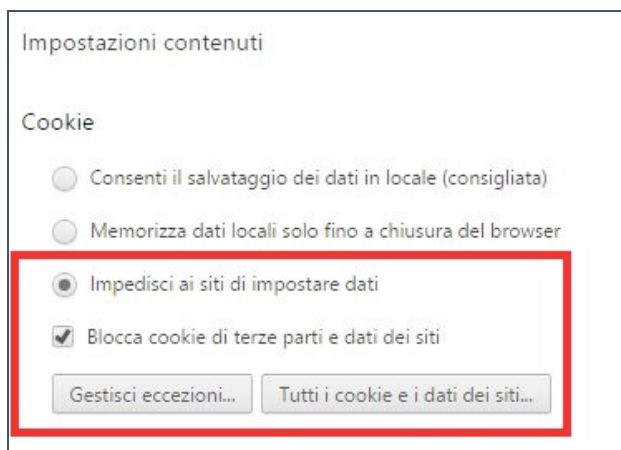 Impostazioni contenuti
Cookie
Consenti il salvataggio dei dati in locale (consigliata)
Memorizza dati locali solo fino a chiusura del browser
Impedisci ai siti di impostare dati
Blocca cookie di terze parti e dati dei siti
Gestisci eccezioni... Tutti i cookie e i dati dei siti...